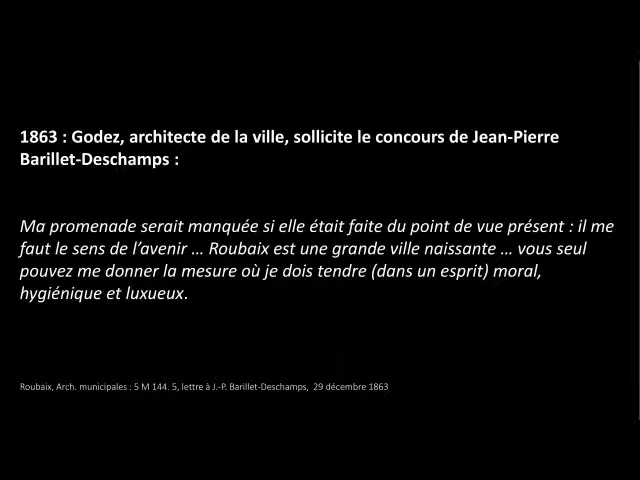 1863 : Godez, architecte de la ville, sollicite le concours de Jean-Pierre
Barillet-Deschamps :
Ma promenade serait manquée si elle était faite du point de vue présent : il me
faut le sens de l’avenir … Roubaix est une grande ville naissante … vous seul
pouvez me donner la mesure où je dois tendre (dans un esprit) moral,
hygiénique et luxueux.
Roubaix, Arch. municipales : 5 M 144. 5, lettre à J.-P. Barillet-Deschamps, 29 décembre 1863